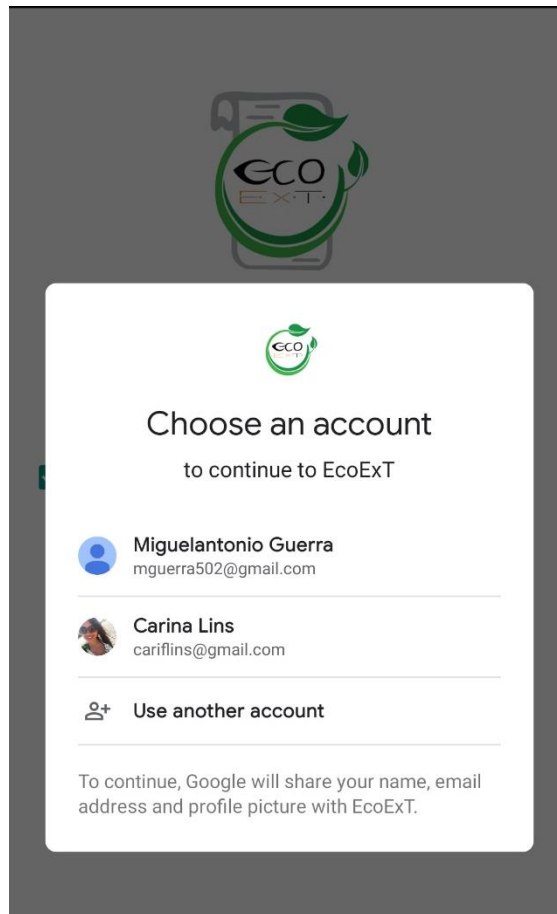 eco
E·X·T·
eco
Choose an account
to continue to EcoExT
Miguelantonio Guerra
mguerra502@gmail.com
Carina Lins
cariflins@gmail.com
Use another account
To continue, Google will share your name, email
address and profile picture with EcoExT.